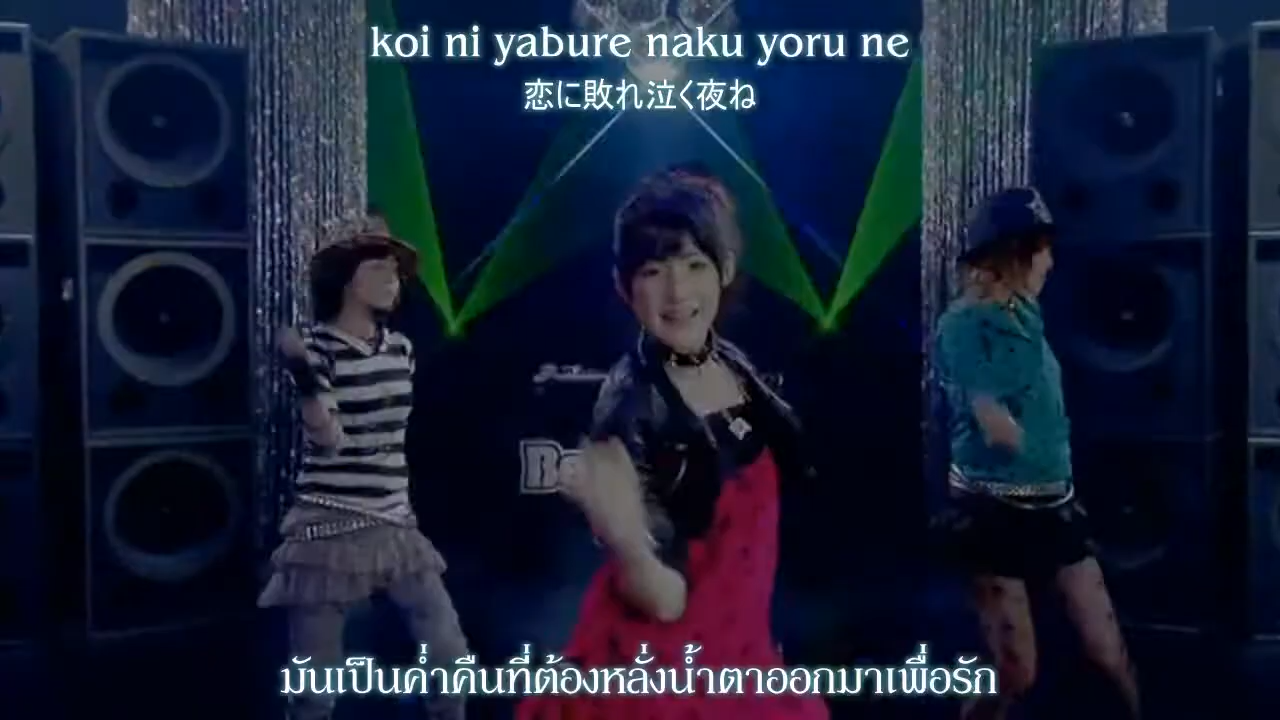 koi ni yabure naku yoru ne
恋に敗れ泣く夜ね
มันเป็นค่ำคืนที่ต้องหลั่งน้ำตาออกมาเพื่อรัก